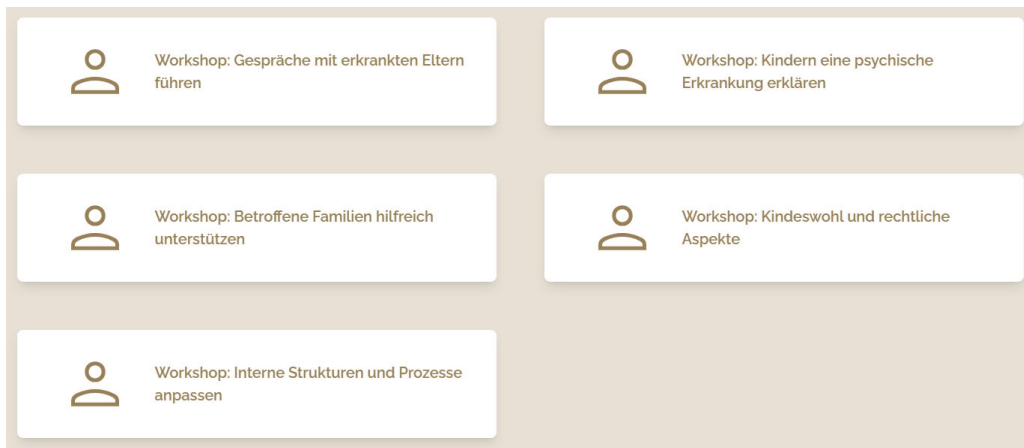 Workshop: Gespräche mit erkrankten Eltern
führen
Workshop: Kindern eine psychische
Erkrankung erklären
Workshop: Betroffene Familien hilfreich
unterstützen
Workshop: Kindeswohl und rechtliche
Aspekte
Workshop: Interne Strukturen und Prozesse
anpassen